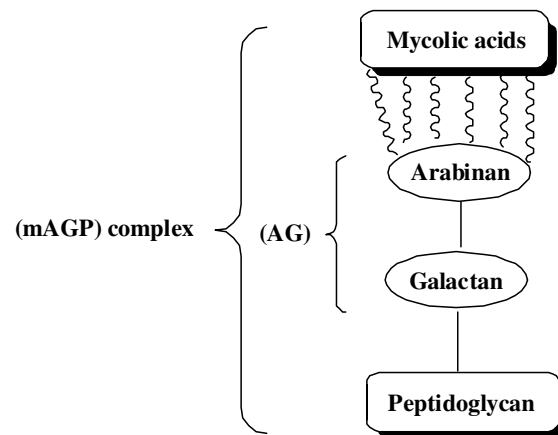 Mycolic acids
Arabinan
(mAGP) complex
(AG)
Galactan
Peptidoglycan